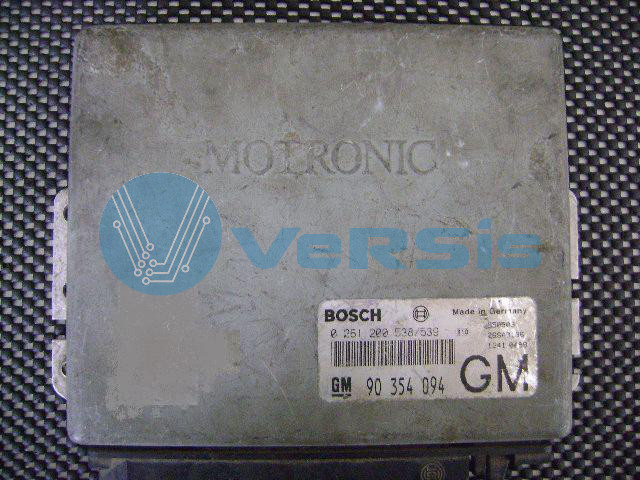 MOTRONIC
VeRSis
BOSCH Made in Germany
0 261 200 538/539
GM 90 354 094 GM